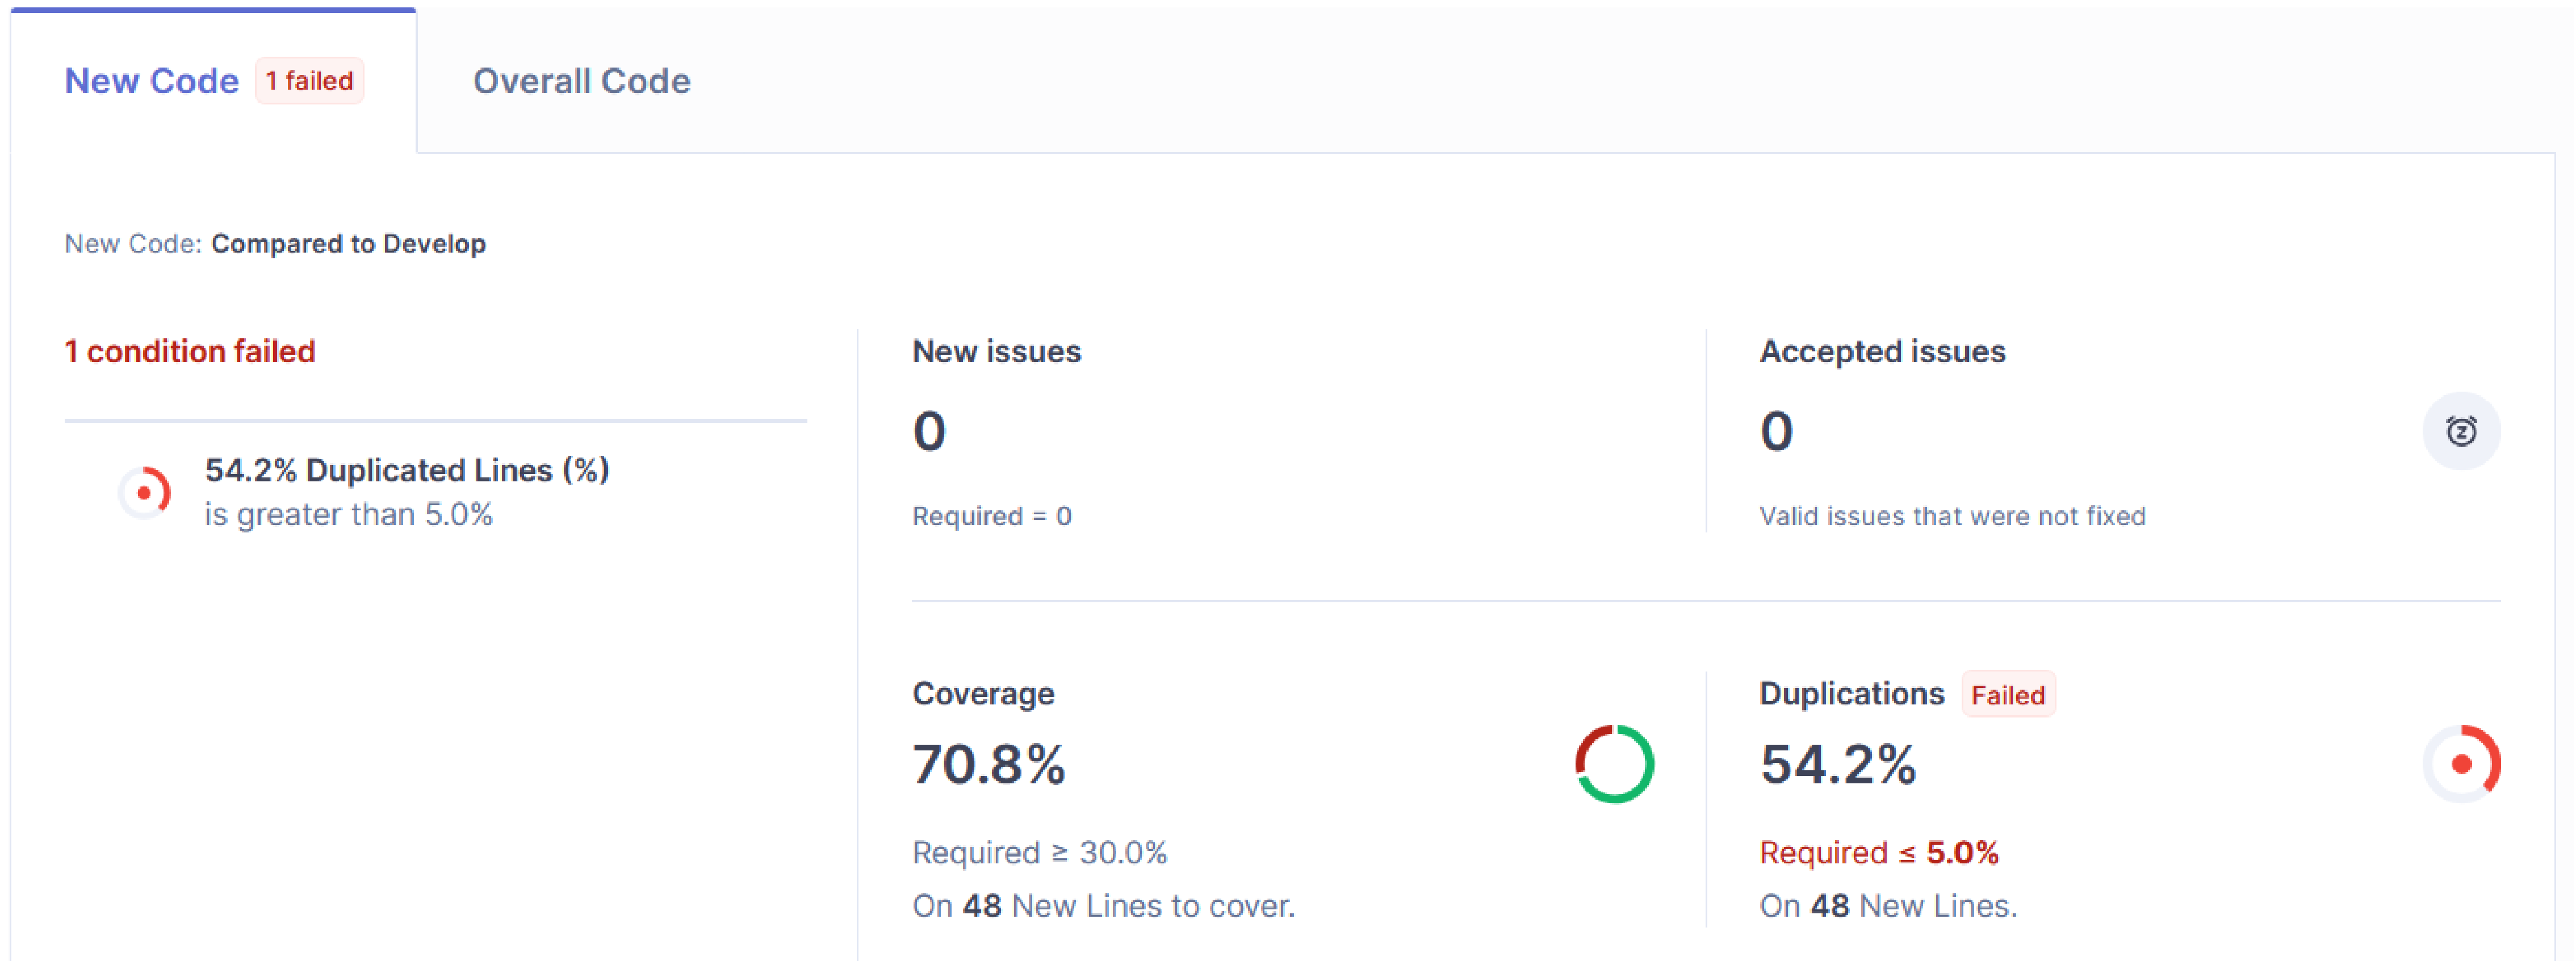 New Code 1 failed Overall Code
New Code: Compared to Develop
1 condition failed
54.2% Duplicated Lines (%)
is greater than 5.0%
New issues
0
Required = 0
Accepted issues
0
Valid issues that were not fixed
Coverage
70.8%
Required ≥ 30.0%
On 48 New Lines to cover.
Duplications Failed
54.2%
Required ≤ 5.0%
On 48 New Lines.